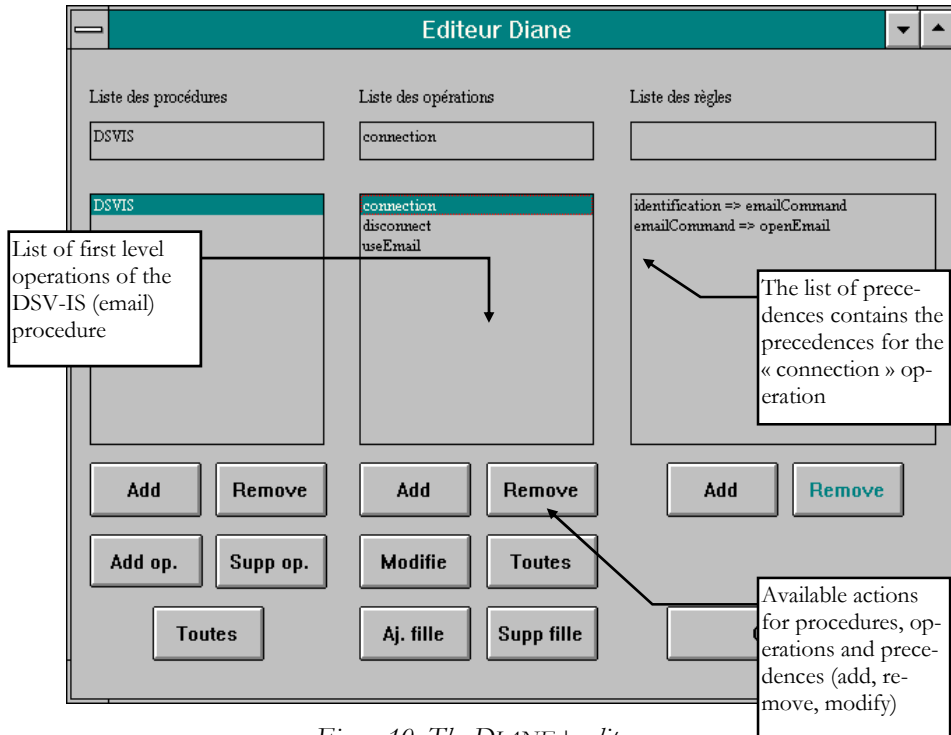 Editeur Diane
Liste des procédures
Liste des opérations
Liste des règles
DSVIS
connection
DSVIS
connection
disconnect
useEmail
identification => emailCommand
emailCommand => openEmail
List of first level
operations of the
DSV-IS (email)
procedure
The list of prece-
dences contains the
precedences for the
« connection » op-
eration
Add
Remove
Add
Remove
Add
Remove
Add op.
Supp op.
Modifie
Toutes
Toutes
Aj. fille
Supp fille
Available actions
for procedures, op-
erations and prece-
dences (add, re-
move, modify)